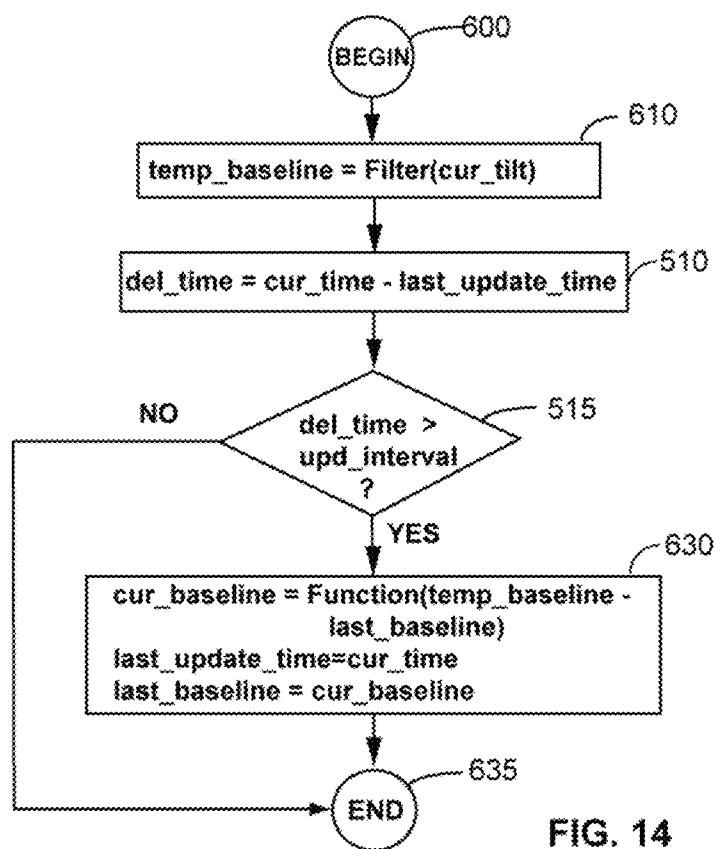 600
BEGIN
610
temp_baseline = Filter(cur_tilt)
510
del_time = cur_time - last_update_time
515
NO
del_time >
upd_interval
?
YES
630
cur_baseline = Function(temp_baseline -
last_baseline)
last_update_time=cur_time
last_baseline = cur_baseline
635
END
FIG. 14